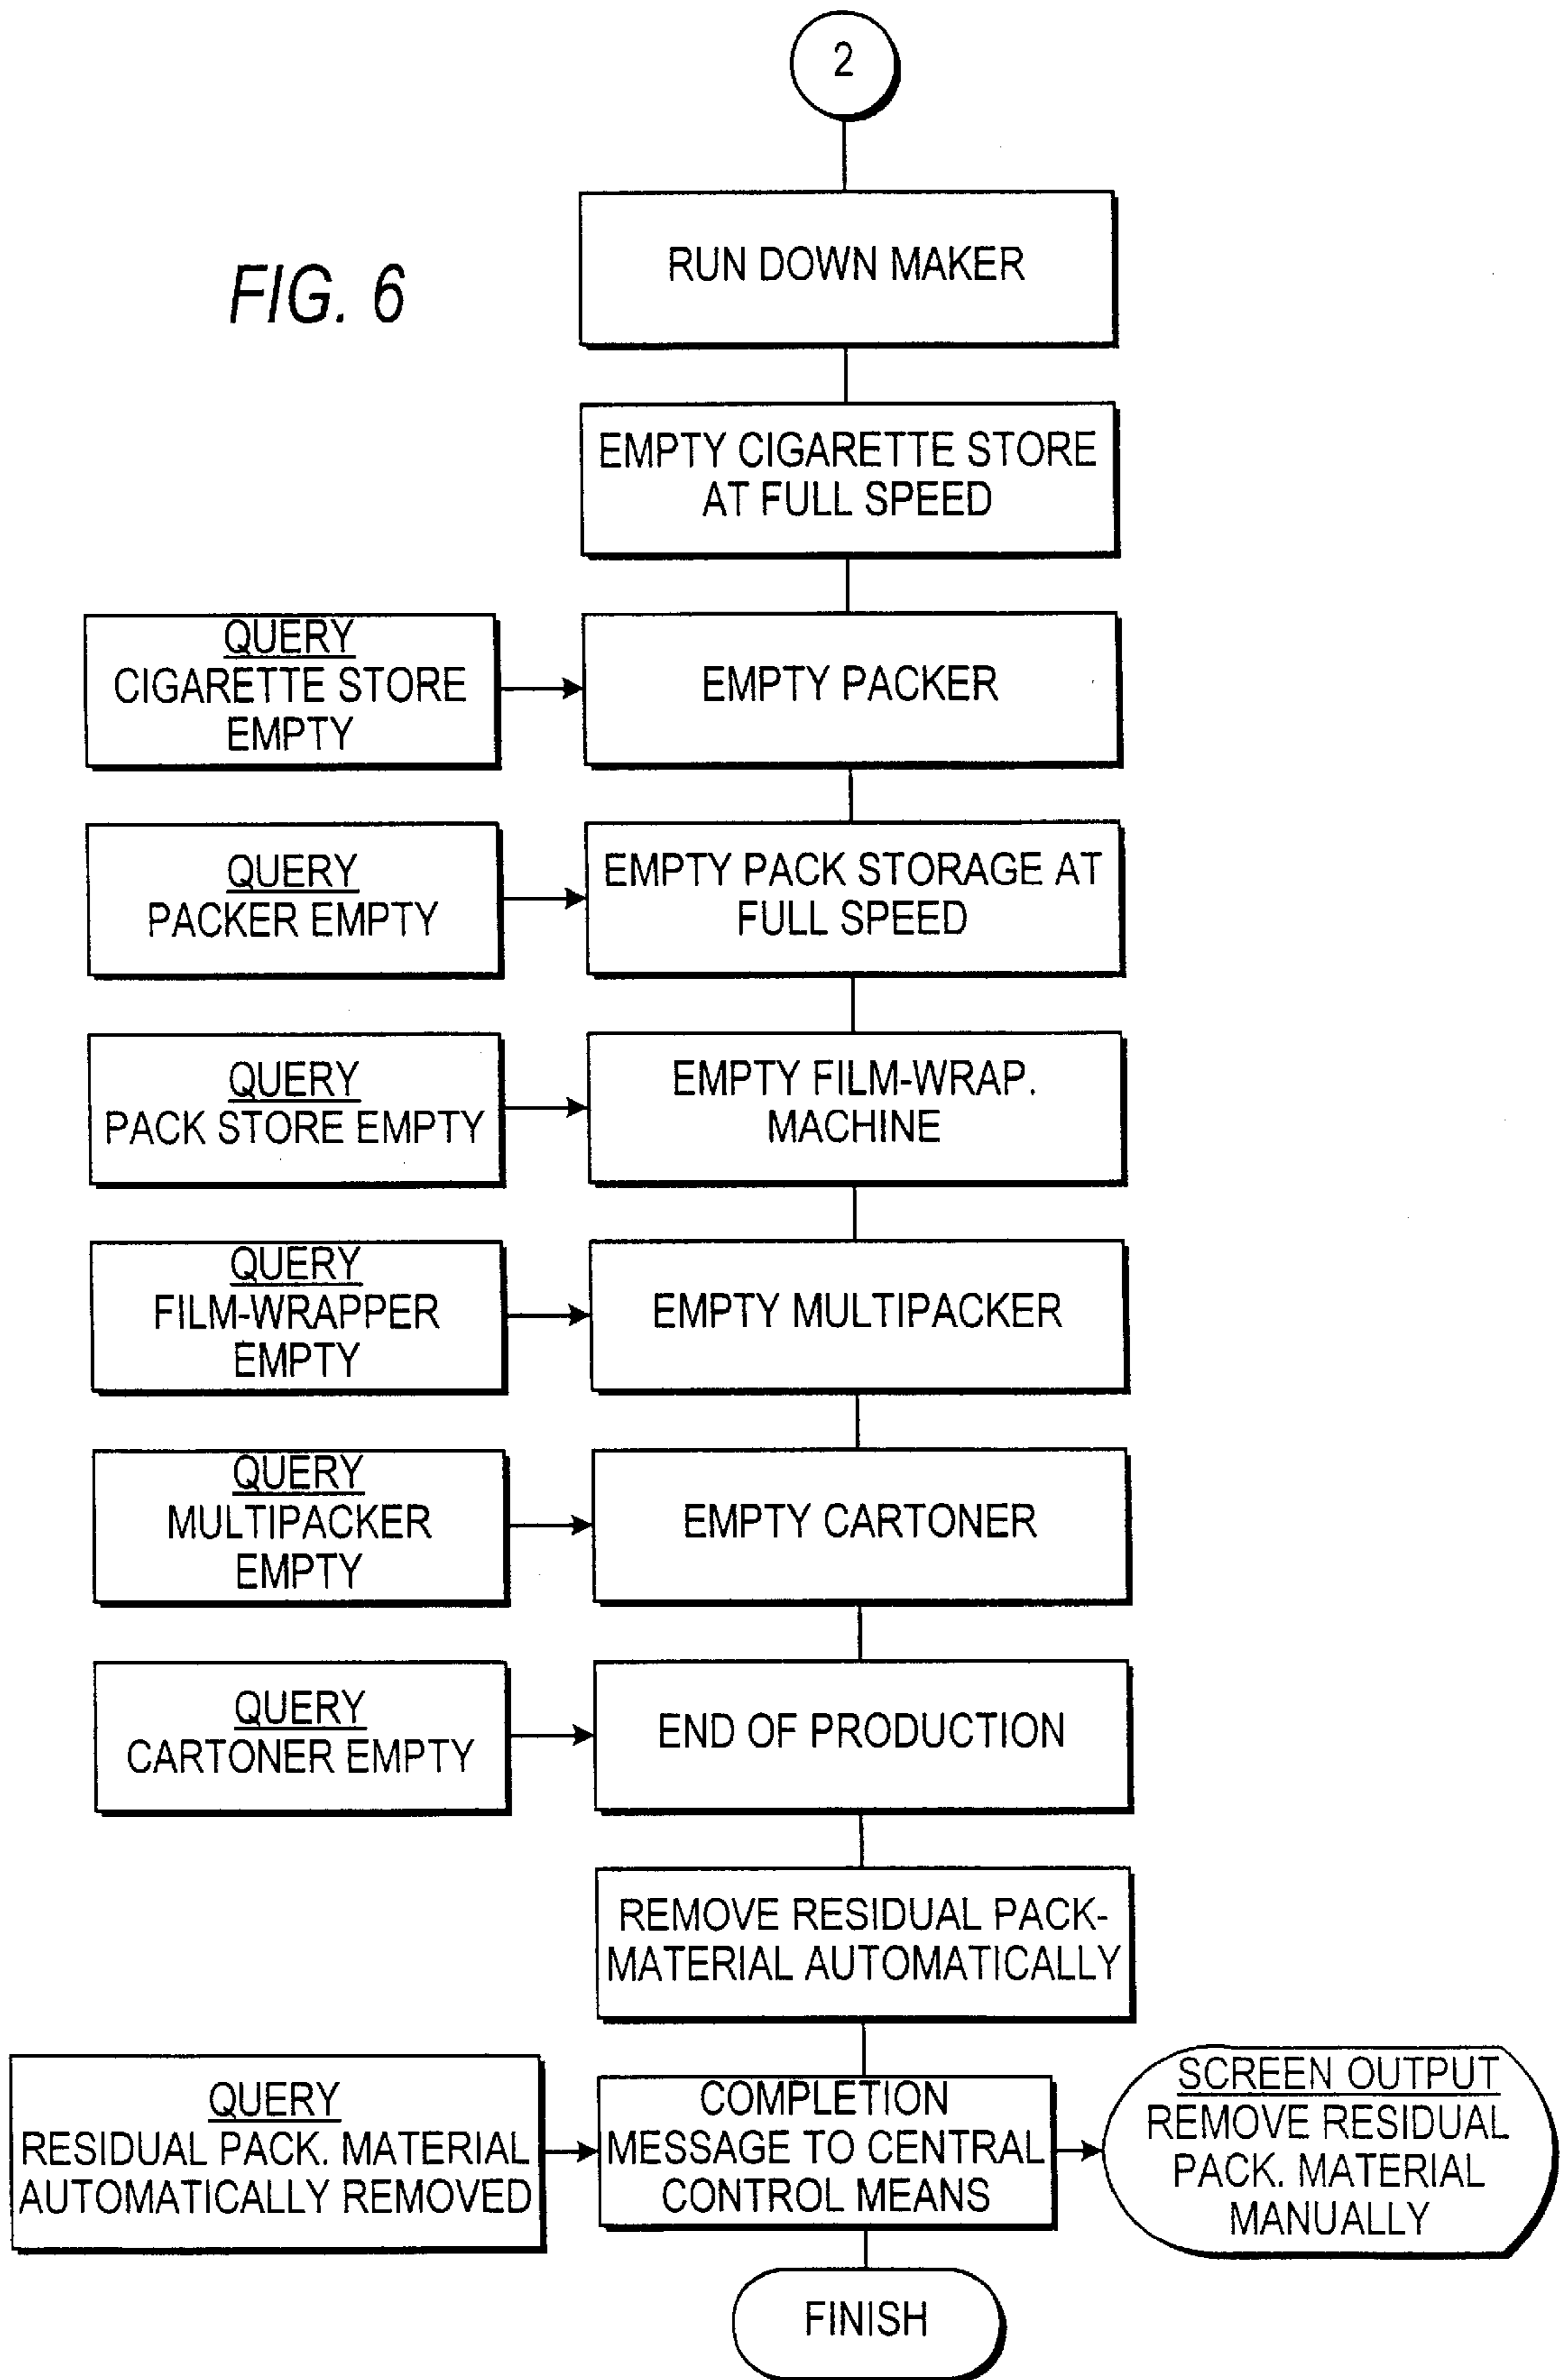 2
FIG. 6
RUN DOWN MAKER
EMPTY CIGARETTE STORE
AT FULL SPEED
QUERY
CIGARETTE STORE
EMPTY
EMPTY PACKER
QUERY
PACKER EMPTY
EMPTY PACK STORAGE AT
FULL SPEED
QUERY
PACK STORE EMPTY
EMPTY FILM-WRAP.
MACHINE
QUERY
FILM-WRAPPER
EMPTY
EMPTY MULTIPACKER
QUERY
MULTIPACKER
EMPTY
EMPTY CARTONER
QUERY
CARTONER EMPTY
END OF PRODUCTION
REMOVE RESIDUAL PACK-
MATERIAL AUTOMATICALLY
QUERY
RESIDUAL PACK. MATERIAL
AUTOMATICALLY REMOVED
COMPLETION
MESSAGE TO CENTRAL
CONTROL MEANS
SCREEN OUTPUT
REMOVE RESIDUAL
PACK. MATERIAL
MANUALLY
FINISH